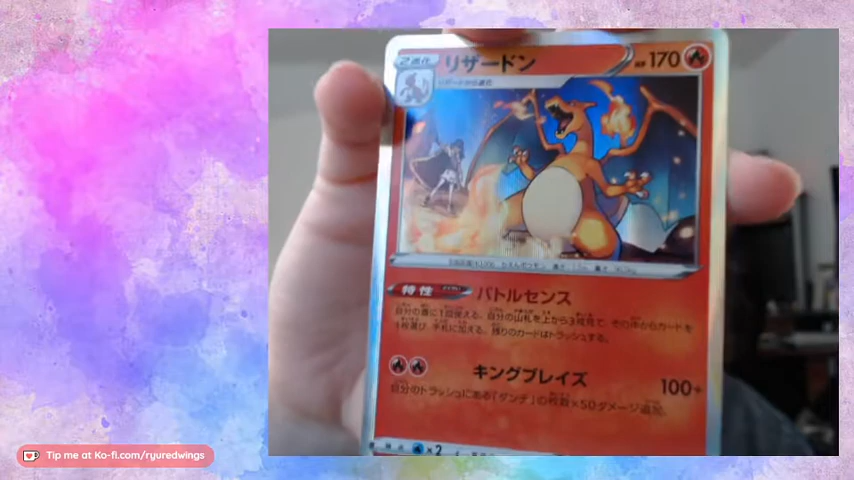 2進化
リザードン
HP170
リザードから進化
特性
バトルセンス
自分の番に1回使える。自分の山札を上から3枚見て、その中からカードを
1枚選び、手札に加える。残りのカードはトラッシュする。
キングブレイズ
100+
自分のトラッシュにある「ダンデ」の枚数×50ダメージ追加。
弱点
×2
Tip me at Ko-fi.com/ryuredwings